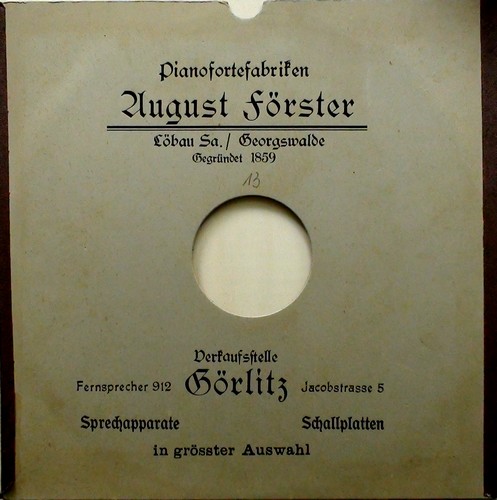 Pianofortefabriken
August Förster
Löbau Sa./ Georgswalde
Gegründet 1859
13
Verkaufsstelle
Fernsprecher 912 Görlitz Jacobstrasse 5
Sprechapparate Schallplatten
in grösster Auswahl